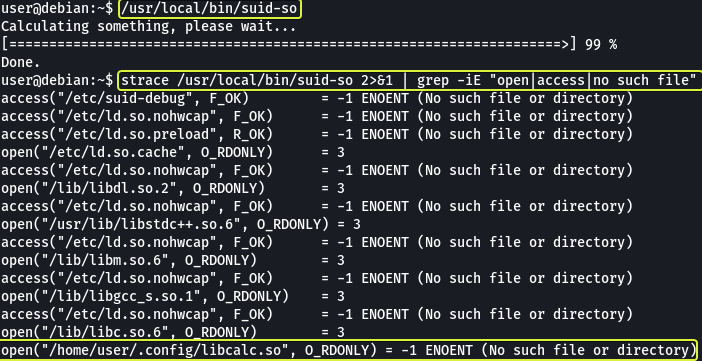 user@debian:~$ /usr/local/bin/suid-so
Calculating something, please wait...
[=====================================================================>] 99 %
Done.
user@debian:~$ strace /usr/local/bin/suid-so 2>&1 | grep -iE "open|access|no such file"
access("/etc/suid-debug", F_OK) = -1 ENOENT (No such file or directory)
access("/etc/ld.so.nohwcap", F_OK) = -1 ENOENT (No such file or directory)
access("/etc/ld.so.preload", R_OK) = -1 ENOENT (No such file or directory)
open("/etc/ld.so.cache", O_RDONLY) = 3
access("/etc/ld.so.nohwcap", F_OK) = -1 ENOENT (No such file or directory)
open("/lib/libdl.so.2", O_RDONLY) = 3
access("/etc/ld.so.nohwcap", F_OK) = -1 ENOENT (No such file or directory)
open("/usr/lib/libstdc++.so.6", O_RDONLY) = 3
access("/etc/ld.so.nohwcap", F_OK) = -1 ENOENT (No such file or directory)
open("/lib/libm.so.6", O_RDONLY) = 3
access("/etc/ld.so.nohwcap", F_OK) = -1 ENOENT (No such file or directory)
open("/lib/libgcc_s.so.1", O_RDONLY) = 3
access("/etc/ld.so.nohwcap", F_OK) = -1 ENOENT (No such file or directory)
open("/lib/libc.so.6", O_RDONLY) = 3
open("/home/user/.config/libcalc.so", O_RDONLY) = -1 ENOENT (No such file or directory)